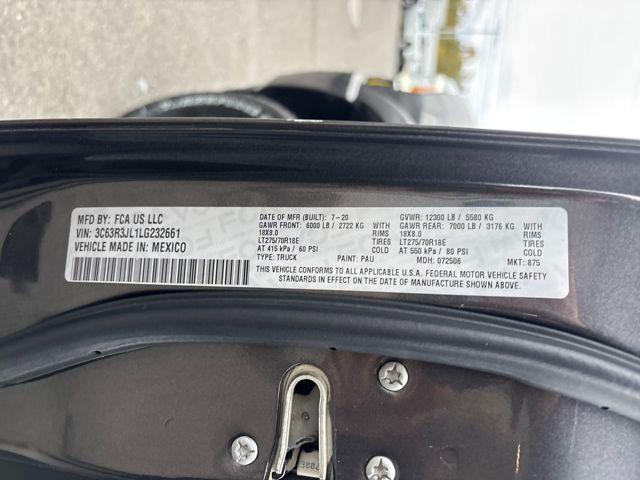 MFD BY: FCA US LLC
VIN: 3C63R3JL1LG232661
VEHICLE MADE IN: MEXICO
DATE OF MFR (BUILT): 7-20
GAWR FRONT: 6000 LB / 2722 KG WITH
18X8.0 RIMS
LT275/70R18E TIRES
AT 415 kPa / 60 PSI COLD
TYPE: TRUCK PAINT: PAU
GVWR: 12300 LB / 5580 KG
GAWR REAR: 7000 LB / 3176 KG WITH
18X8.0 RIMS
LT275/70R18E TIRES
AT 550 kPa / 80 PSI COLD
MDH: 072506 MKT: 875
THIS VEHICLE CONFORMS TO ALL APPLICABLE U.S.A. FEDERAL MOTOR VEHICLE SAFETY
STANDARDS IN EFFECT ON THE DATE OF MANUFACTURE SHOWN ABOVE.